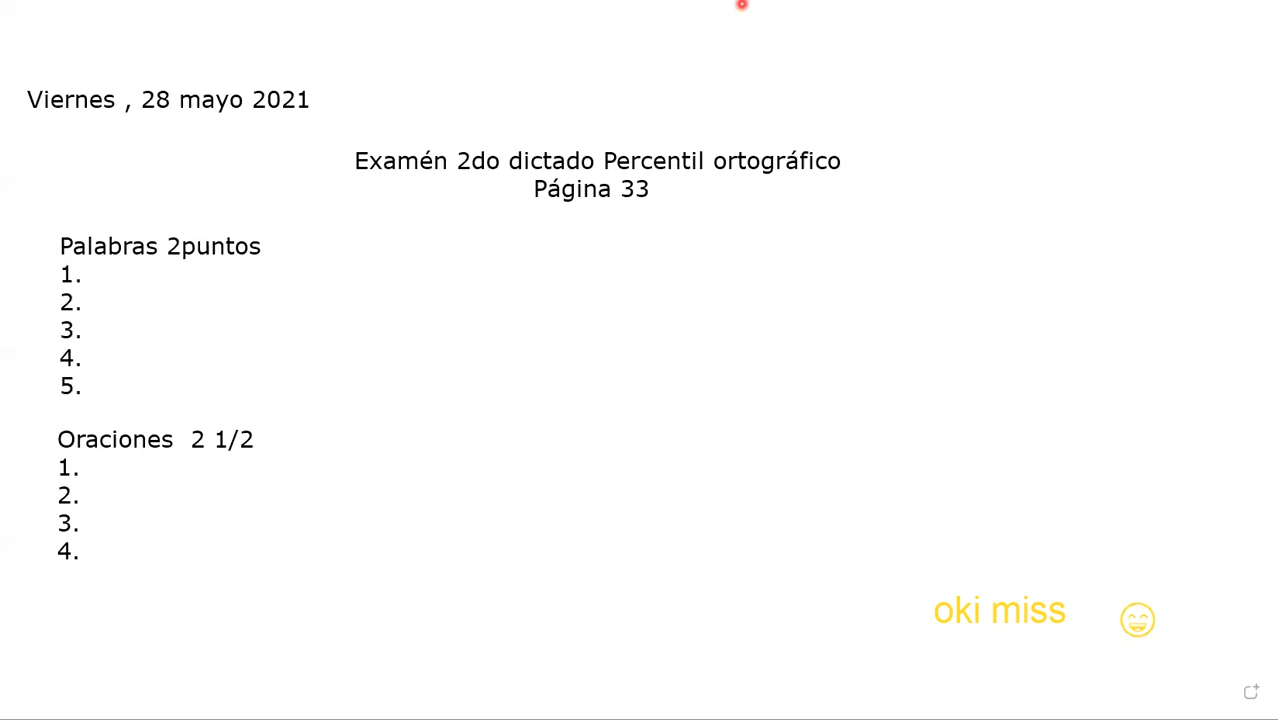 Viernes , 28 mayo 2021
Examén 2do dictado Percentil ortográfico
Página 33
Palabras 2puntos
1.
2.
3.
4.
5.
Oraciones  2 1/2
1.
2.
3.
4.
oki miss 😄